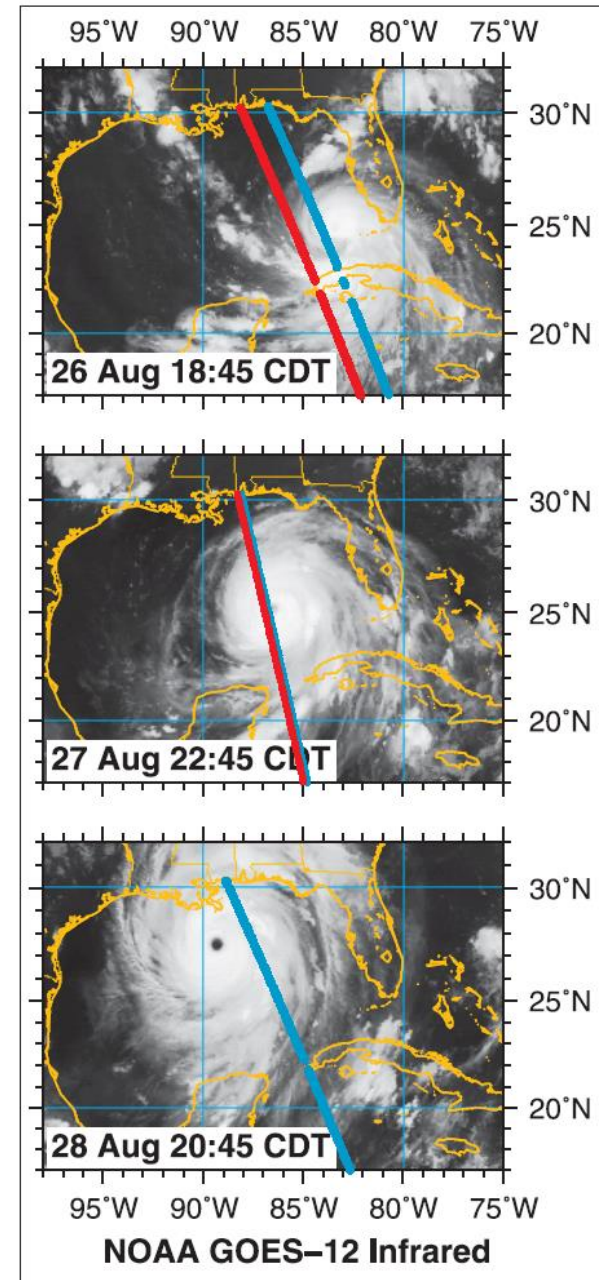 95˚W 90˚W 85˚W 80˚W 75˚W
30˚N
25˚N
20˚N
26 Aug 18:45 CDT
30˚N
25˚N
20˚N
27 Aug 22:45 CDT
30˚N
25˚N
20˚N
28 Aug 20:45 CDT
95˚W 90˚W 85˚W 80˚W 75˚W
NOAA GOES–12 Infrared